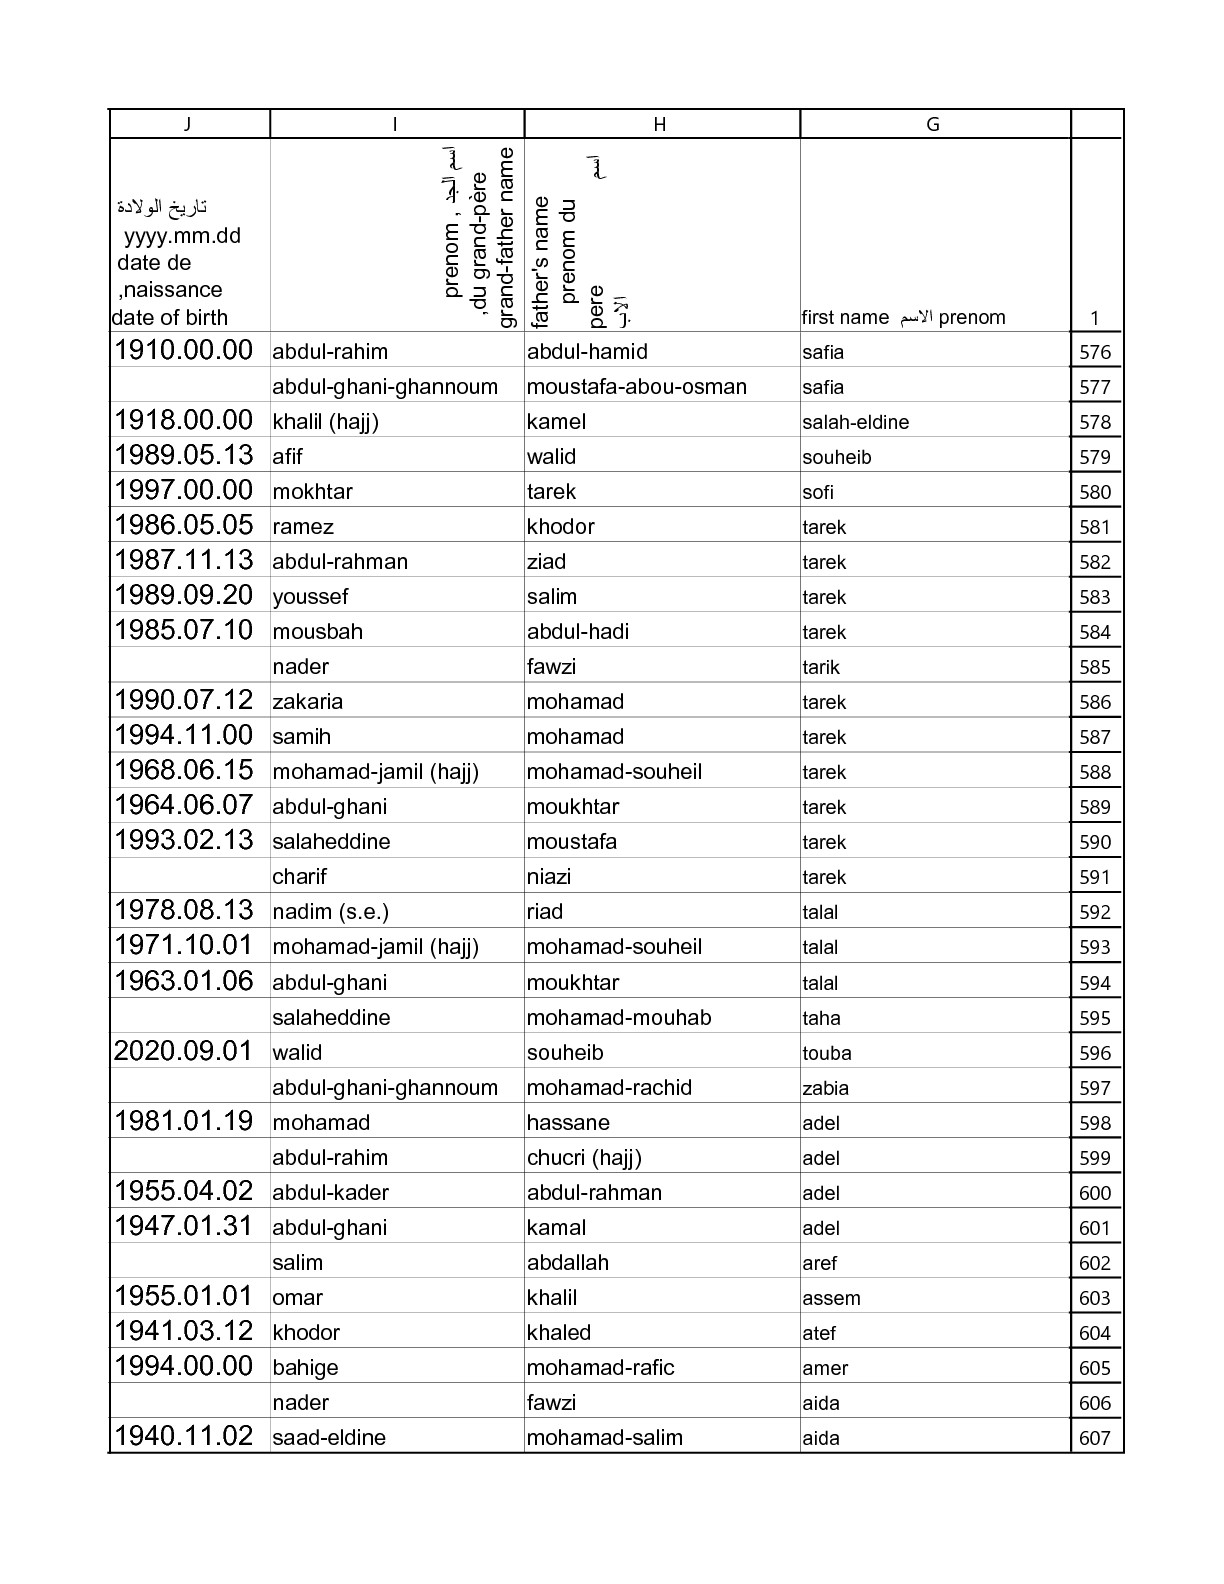 J I H G
تاريخ الولادة
yyyy.mm.dd
date de
,naissance
date of birth
prenom , اسم الجد
,du grand-père
grand-father name
father's name
prenom du
pere اسم
الاب
first name الاسم prenom 1
1910.00.00 abdul-rahim abdul-hamid safia 576
abdul-ghani-ghannoum moustafa-abou-osman safia 577
1918.00.00 khalil (hajj) kamel salah-eldine 578
1989.05.13 afif walid souheib 579
1997.00.00 mokhtar tarek sofi 580
1986.05.05 ramez khodor tarek 581
1987.11.13 abdul-rahman ziad tarek 582
1989.09.20 youssef salim tarek 583
1985.07.10 mousbah abdul-hadi tarek 584
nader fawzi tarik 585
1990.07.12 zakaria mohamad tarek 586
1994.11.00 samih mohamad tarek 587
1968.06.15 mohamad-jamil (hajj) mohamad-souheil tarek 588
1964.06.07 abdul-ghani moukhtar tarek 589
1993.02.13 salaheddine moustafa tarek 590
charif niazi tarek 591
1978.08.13 nadim (s.e.) riad talal 592
1971.10.01 mohamad-jamil (hajj) mohamad-souheil talal 593
1963.01.06 abdul-ghani moukhtar talal 594
salaheddine mohamad-mouhab taha 595
2020.09.01 walid souheib touba 596
abdul-ghani-ghannoum mohamad-rachid zabia 597
1981.01.19 mohamad hassane adel 598
abdul-rahim chucri (hajj) adel 599
1955.04.02 abdul-kader abdul-rahman adel 600
1947.01.31 abdul-ghani kamal adel 601
salim abdallah aref 602
1955.01.01 omar khalil assem 603
1941.03.12 khodor khaled atef 604
1994.00.00 bahige mohamad-rafic amer 605
nader fawzi aida 606
1940.11.02 saad-eldine mohamad-salim aida 607